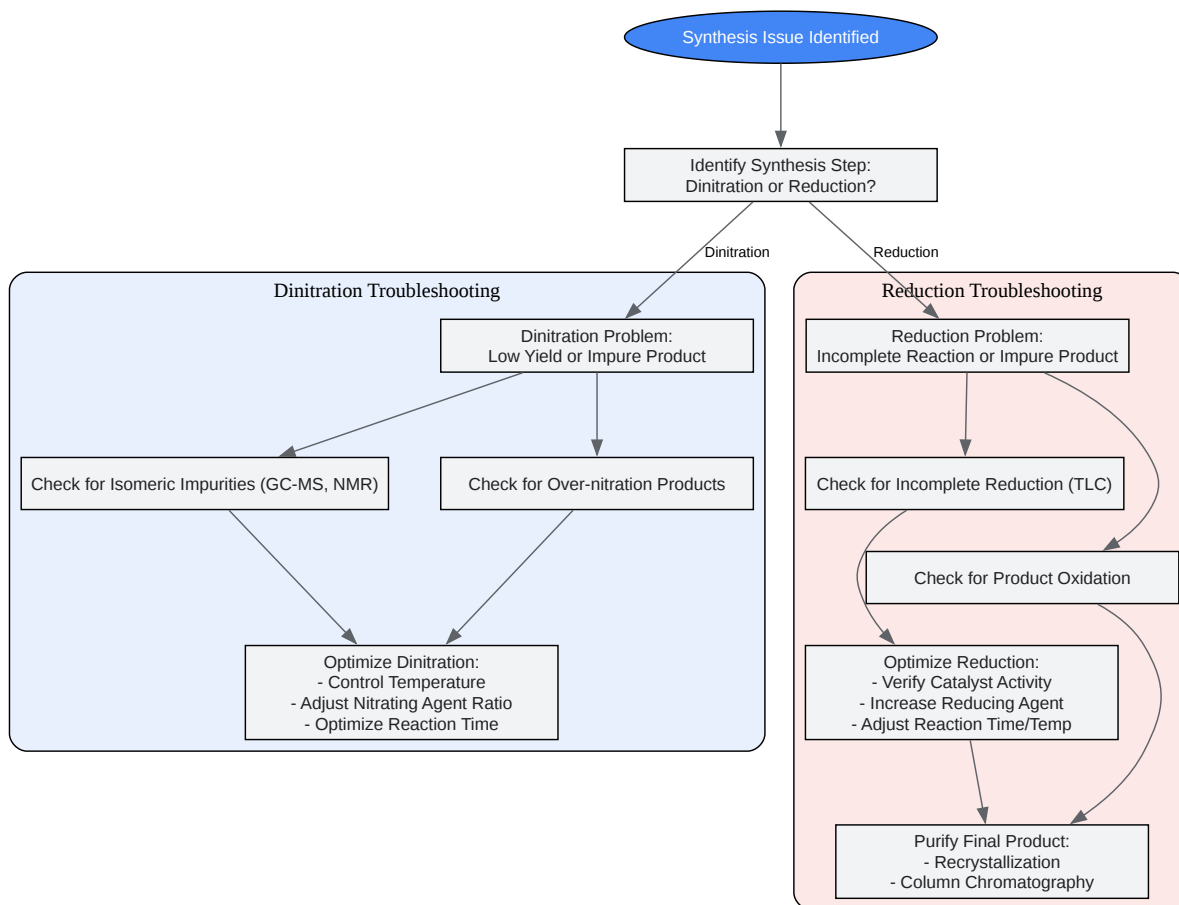 Synthesis Issue Identified
Identify Synthesis Step:
Dinitration or Reduction?
Dinitration
Reduction
Dinitration Troubleshooting
Dinitration Problem:
Low Yield or Impure Product
Check for Isomeric Impurities (GC-MS, NMR)
Check for Over-nitration Products
Optimize Dinitration:
- Control Temperature
- Adjust Nitrating Agent Ratio
- Optimize Reaction Time
Reduction Troubleshooting
Reduction Problem:
Incomplete Reaction or Impure Product
Check for Incomplete Reduction (TLC)
Check for Product Oxidation
Optimize Reduction:
- Verify Catalyst Activity
- Increase Reducing Agent
- Adjust Reaction Time/Temp
Purify Final Product:
- Recrystallization
- Column Chromatography